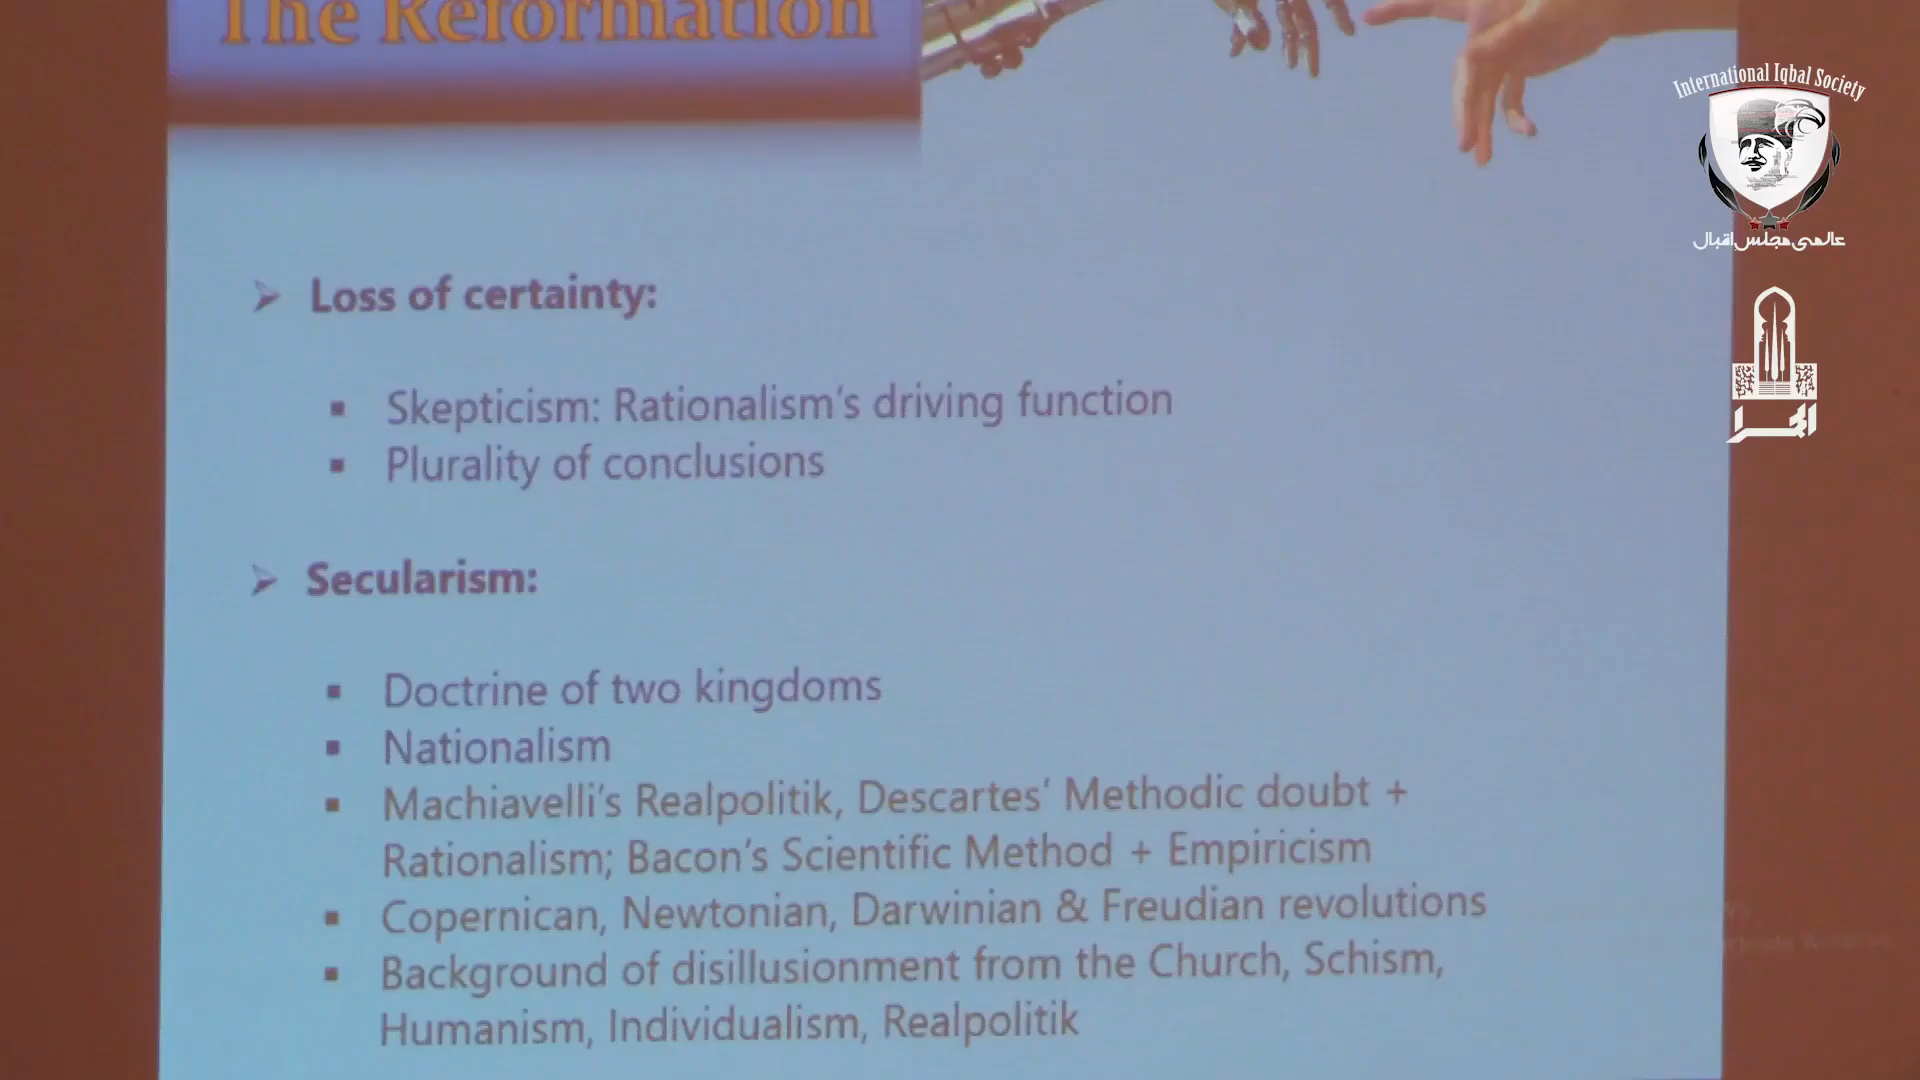 The Reformation
International Iqbal Society
عالمی مجلس اقبال
الحمرا
➢ Loss of certainty:
▪ Skepticism: Rationalism's driving function
▪ Plurality of conclusions
➢ Secularism:
▪ Doctrine of two kingdoms
▪ Nationalism
▪ Machiavelli's Realpolitik, Descartes' Methodic doubt +
Rationalism; Bacon's Scientific Method + Empiricism
▪ Copernican, Newtonian, Darwinian & Freudian revolutions
▪ Background of disillusionment from the Church, Schism,
Humanism, Individualism, Realpolitik